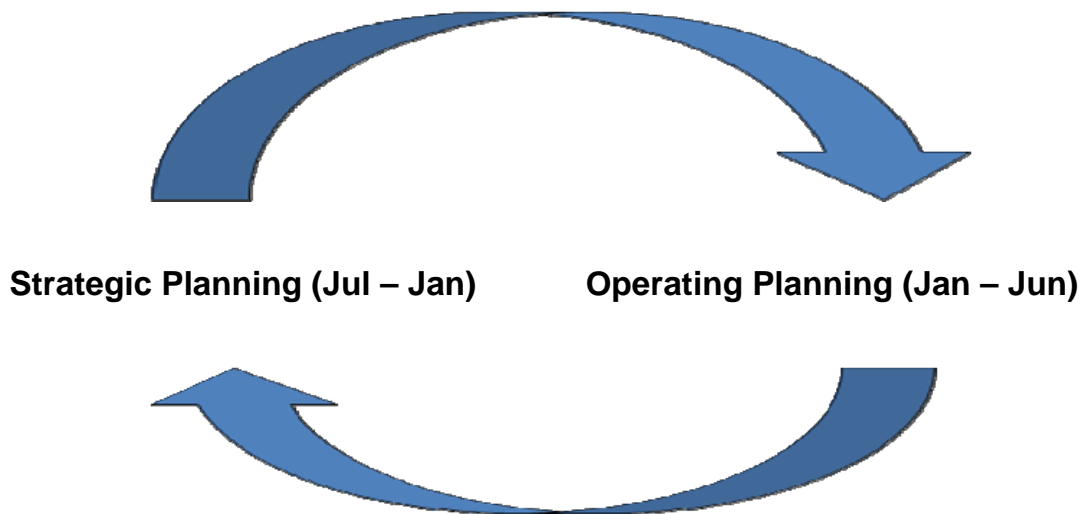 Strategic Planning (Jul – Jan)
Operating Planning (Jan – Jun)